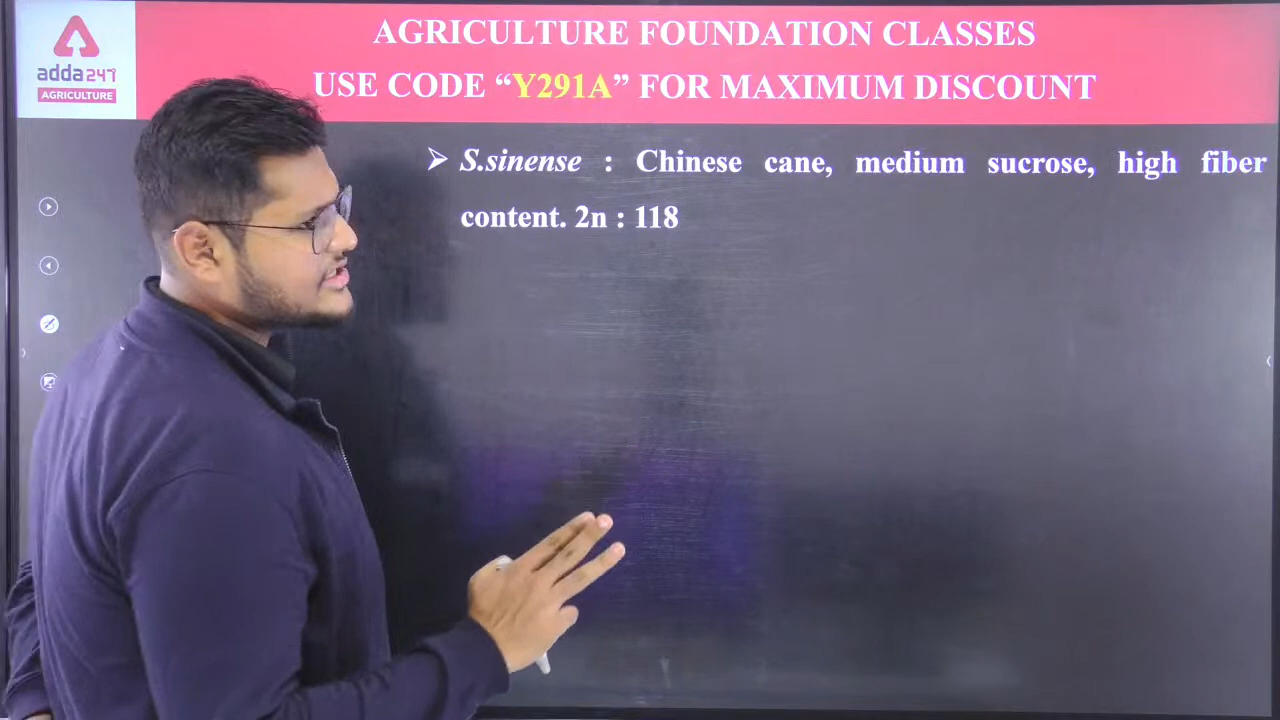 AGRICULTURE FOUNDATION CLASSES
USE CODE “Y291A” FOR MAXIMUM DISCOUNT
adda247
AGRICULTURE
➢ S.sinense : Chinese cane, medium sucrose, high fiber
content. 2n : 118